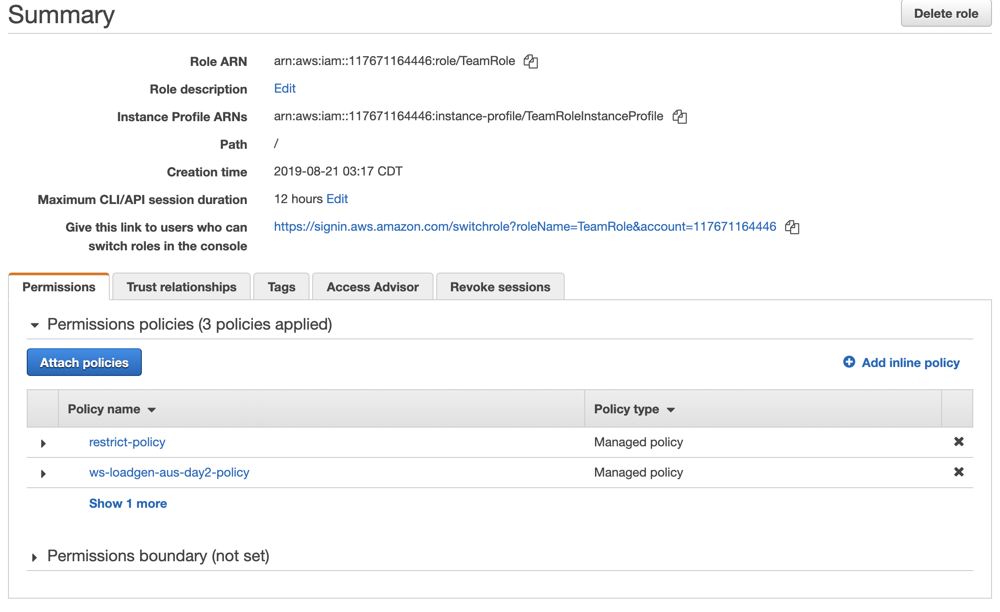 Summary
Delete role
Role ARN arn:aws:iam::117671164446:role/TeamRole
Role description Edit
Instance Profile ARNs arn:aws:iam::117671164446:instance-profile/TeamRoleInstanceProfile
Path /
Creation time 2019-08-21 03:17 CDT
Maximum CLI/API session duration 12 hours Edit
Give this link to users who can https://signin.aws.amazon.com/switchrole?roleName=TeamRole&account=117671164446
switch roles in the console
Permissions Trust relationships Tags Access Advisor Revoke sessions
Permissions policies (3 policies applied)
Attach policies Add inline policy
Policy name Policy type
restrict-policy Managed policy
ws-loadgen-aus-day2-policy Managed policy
Show 1 more
Permissions boundary (not set)